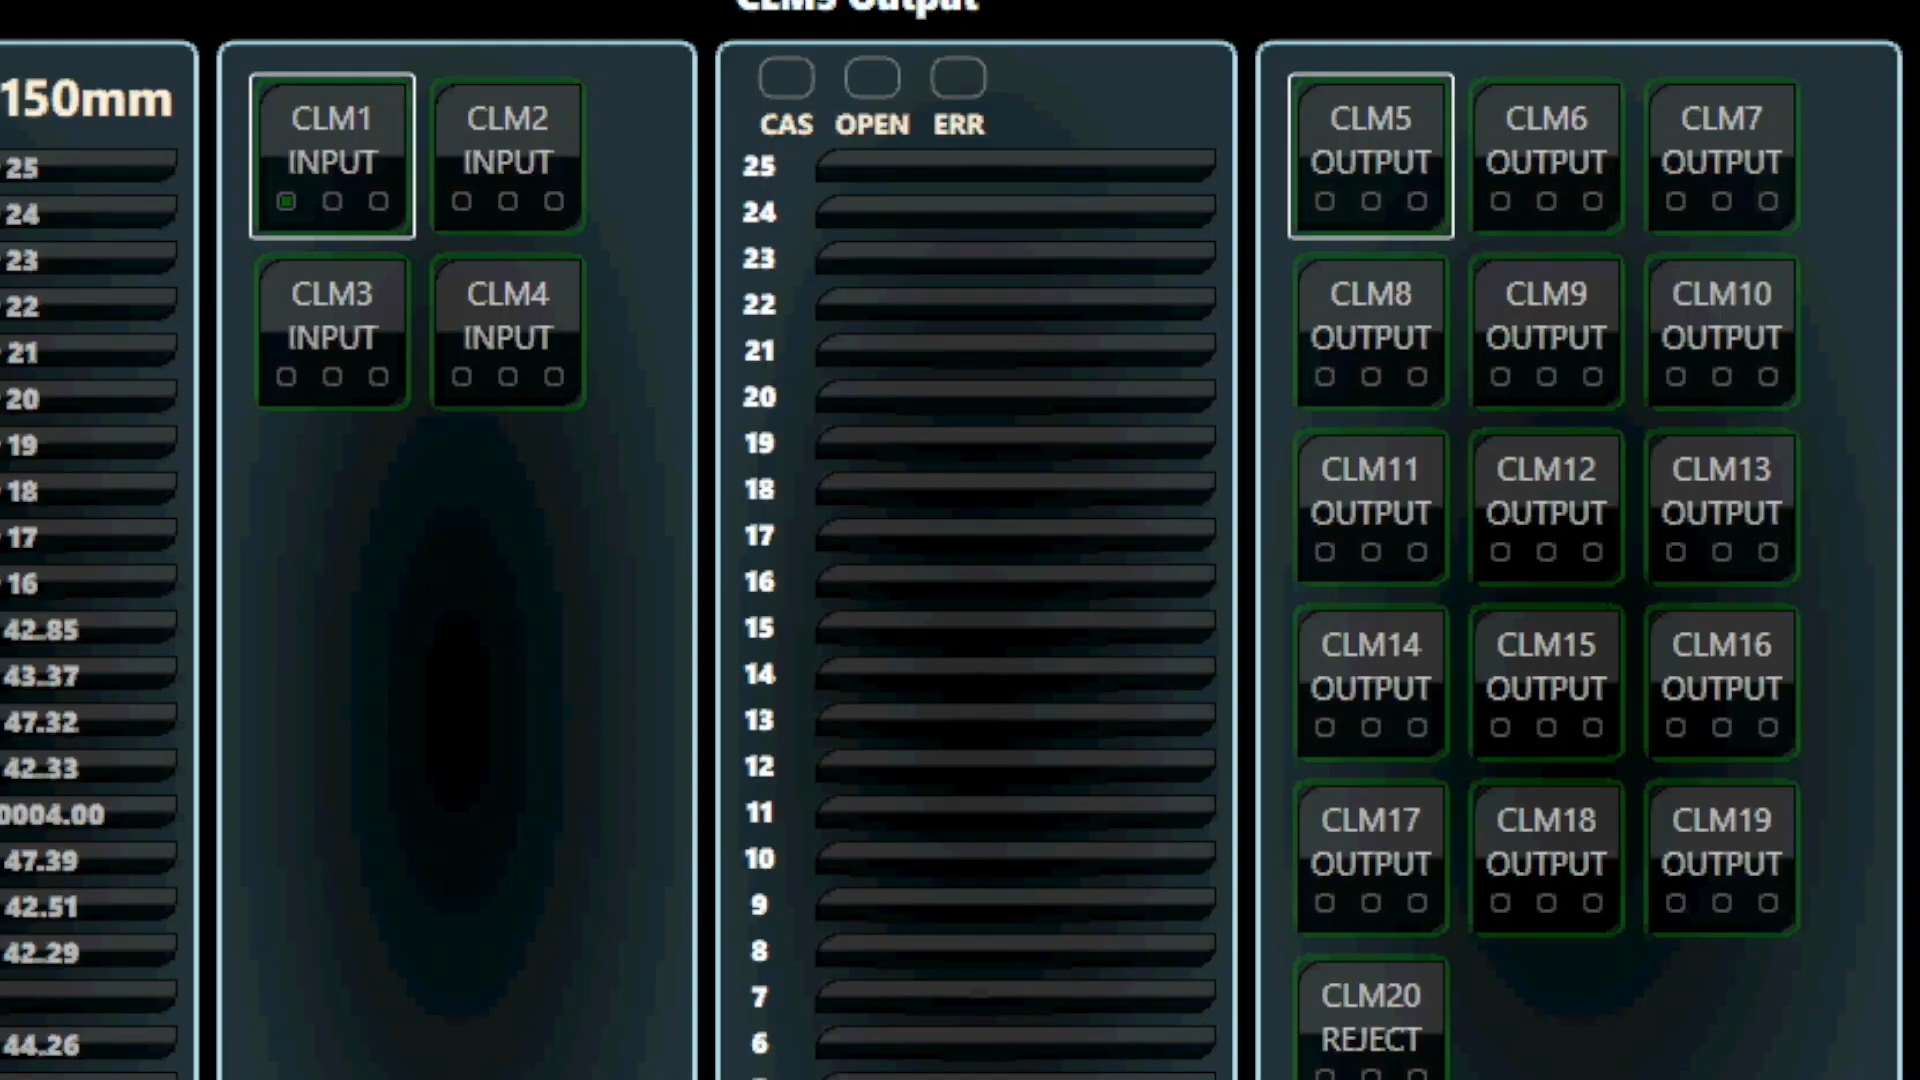 CLM5 Output
150mm
25
24
23
22
21
20
19
18
17
16
42.85
43.37
47.32
42.33
0004.00
47.39
42.51
42.29
44.26
CLM1
INPUT
CLM2
INPUT
CLM3
INPUT
CLM4
INPUT
CAS OPEN ERR
25
24
23
22
21
20
19
18
17
16
15
14
13
12
11
10
9
8
7
6
CLM5
OUTPUT
CLM6
OUTPUT
CLM7
OUTPUT
CLM8
OUTPUT
CLM9
OUTPUT
CLM10
OUTPUT
CLM11
OUTPUT
CLM12
OUTPUT
CLM13
OUTPUT
CLM14
OUTPUT
CLM15
OUTPUT
CLM16
OUTPUT
CLM17
OUTPUT
CLM18
OUTPUT
CLM19
OUTPUT
CLM20
REJECT